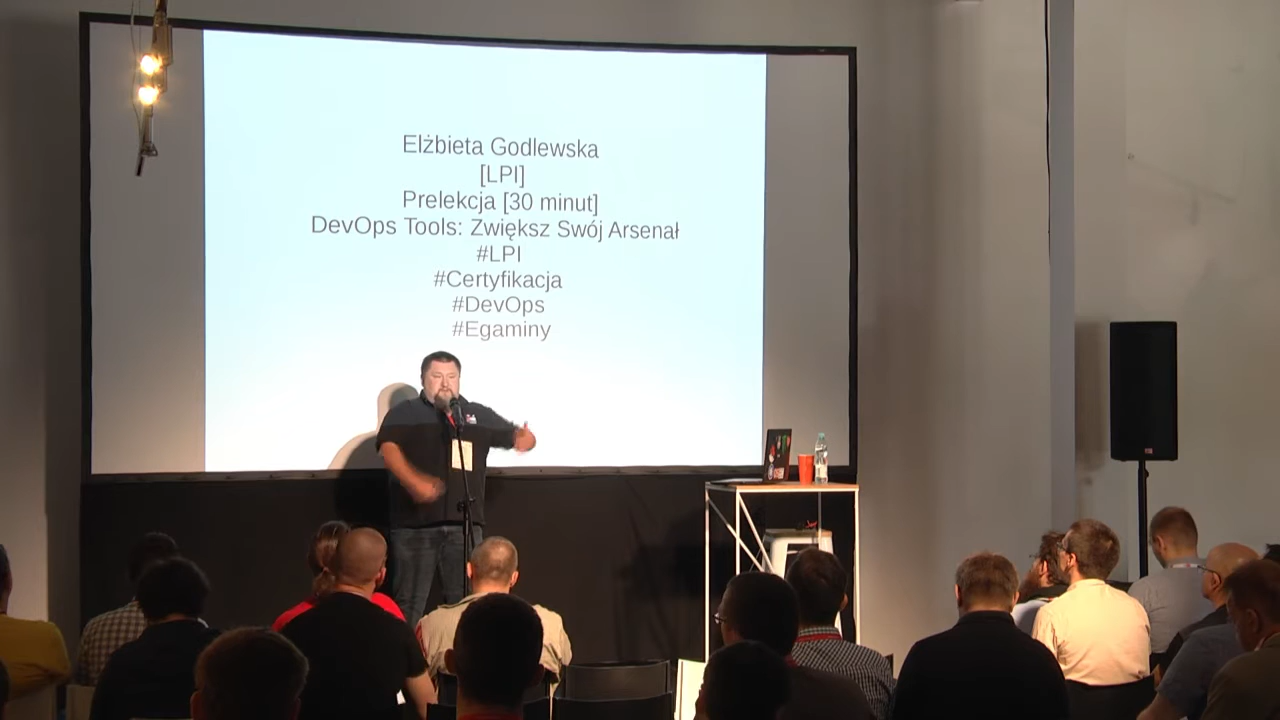 Elżbieta Godlewska
[LPI]
Prelekcja [30 minut]
DevOps Tools: Zwiększ Swój Arsenał
#LPI
#Certyfikacja
#DevOps
#Egaminy